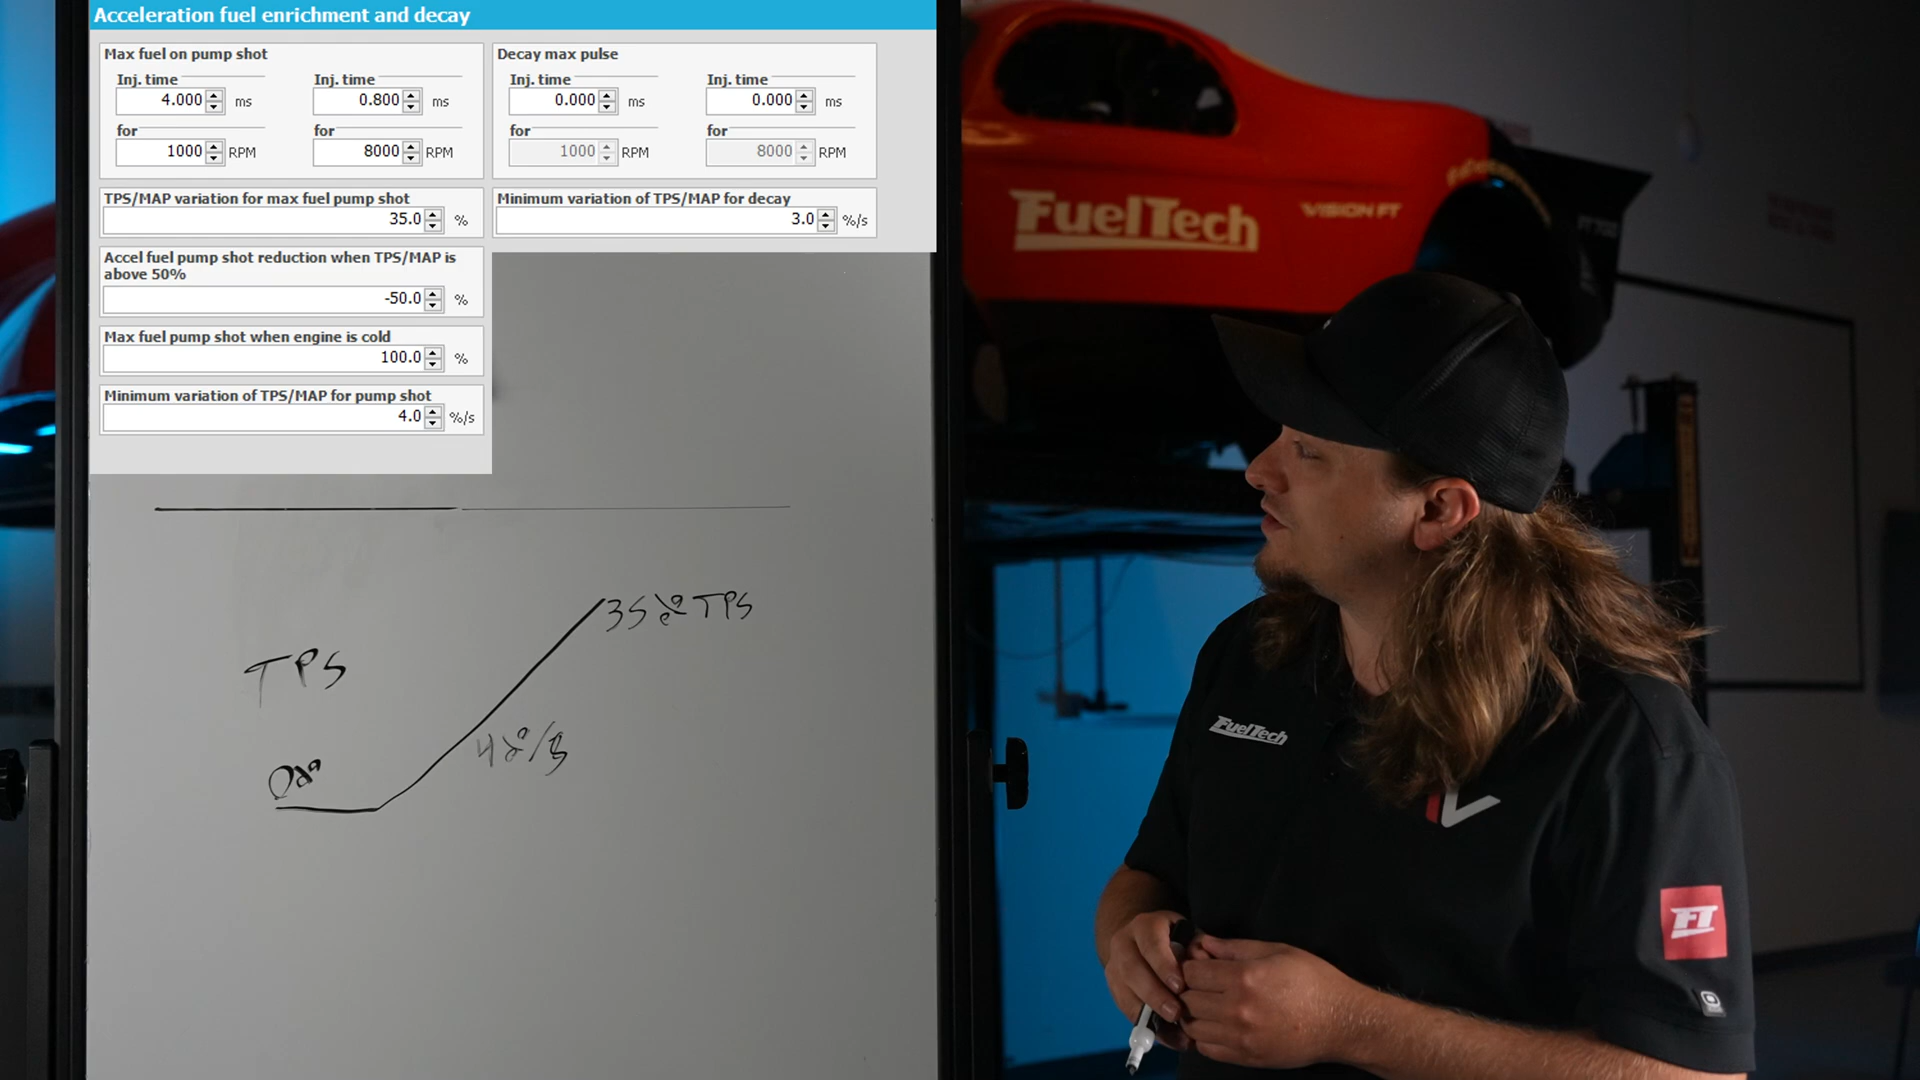 Acceleration fuel enrichment and decay
Max fuel on pump shot
Inj. time
Inj. time
4.000 ms
0.800 ms
for
for
1000 RPM
8000 RPM
Decay max pulse
Inj. time
Inj. time
0.000 ms
0.000 ms
for
for
1000 RPM
8000 RPM
TPS/MAP variation for max fuel pump shot
35.0 %
Minimum variation of TPS/MAP for decay
3.0 %/s
Accel fuel pump shot reduction when TPS/MAP is
above 50%
-50.0 %
Max fuel pump shot when engine is cold
100.0 %
Minimum variation of TPS/MAP for pump shot
4.0 %/s
35% TPS
TPS
4%/s
0%
FuelTech
VISION FT
FuelTech
FT